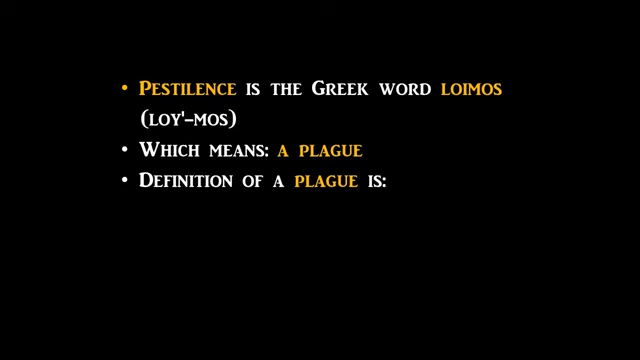 • Pestilence is the Greek word loimos
(loy'-mos)
• Which means: a plague
• Definition of a plague is: